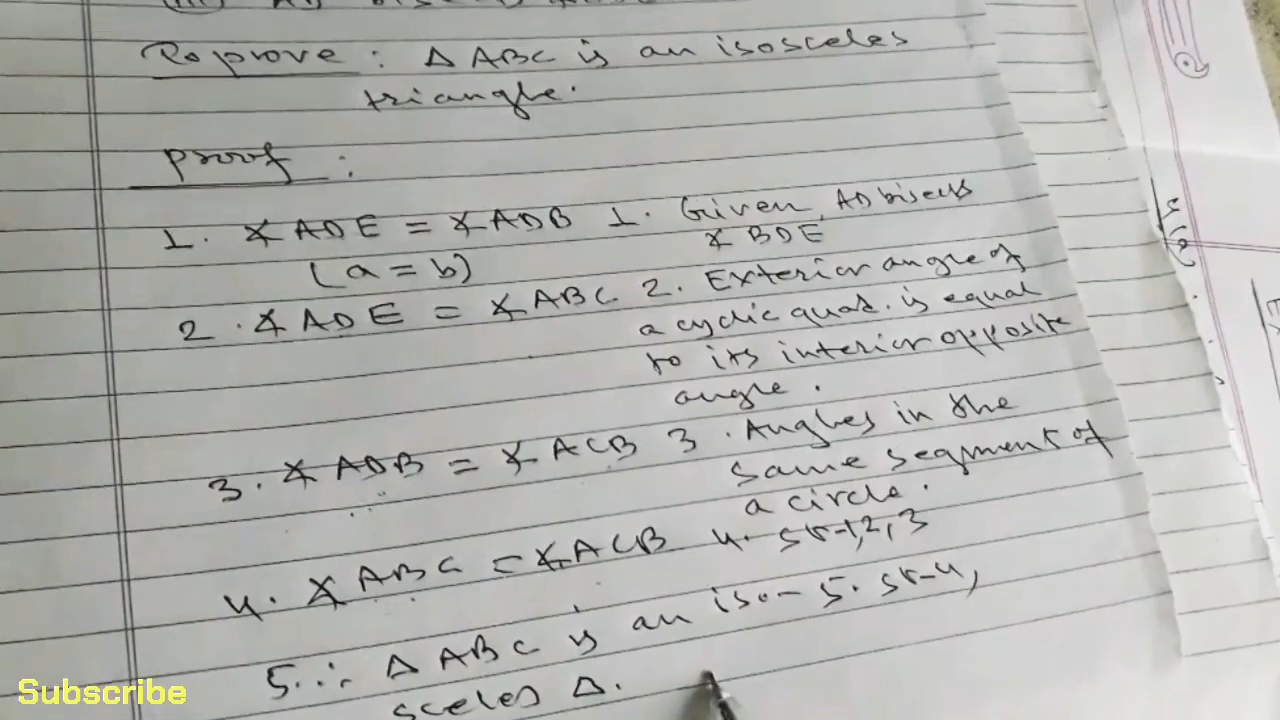 To prove : Δ ABC is an isosceles
triangle.
Proof :
1. ∡ ADE = ∡ ADB 1. Given, AD bisects
(a = b) ∡ BDE
2. ∡ ADE = ∡ ABC 2. Exterior angle of
a cyclic quad. is equal
to its interior opposite
angle.
3. ∡ ADB = ∡ ACB 3. Angles in the
same segment of
a circle.
4. ∡ ABC = ∡ ACB 4. St-1,2,3
5. ∴ Δ ABC is an iso- 5. St-4,
sceles Δ.
Subscribe